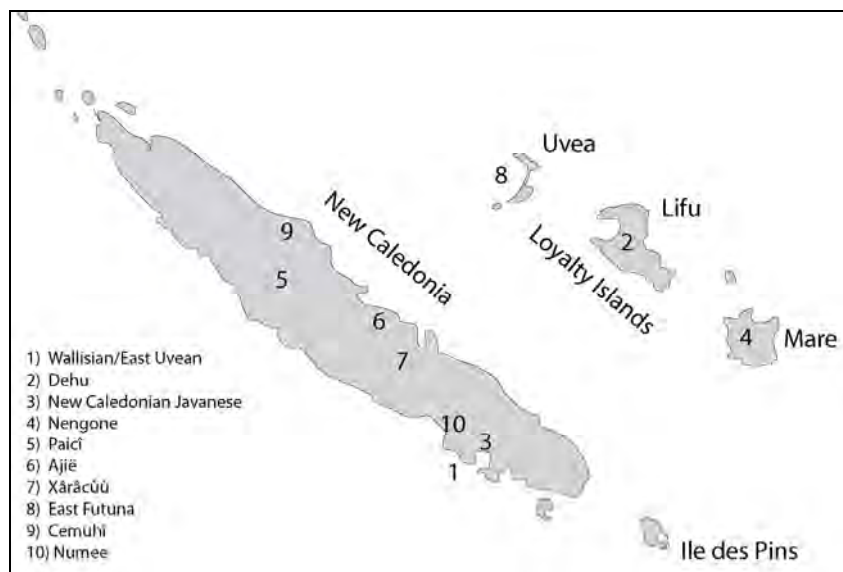 Uvea
8
Lifu
New Caledonia
9
2
Loyalty Islands
5
6
4
Mare
7
1) Wallisian/East Uvean
2) Dehu
3) New Caledonian Javanese
4) Nengone
5) Paicî
6) Ajië
7) Xârâcùù
8) East Futuna
9) Cemuhî
10) Numee
10
3
1
Ile des Pins